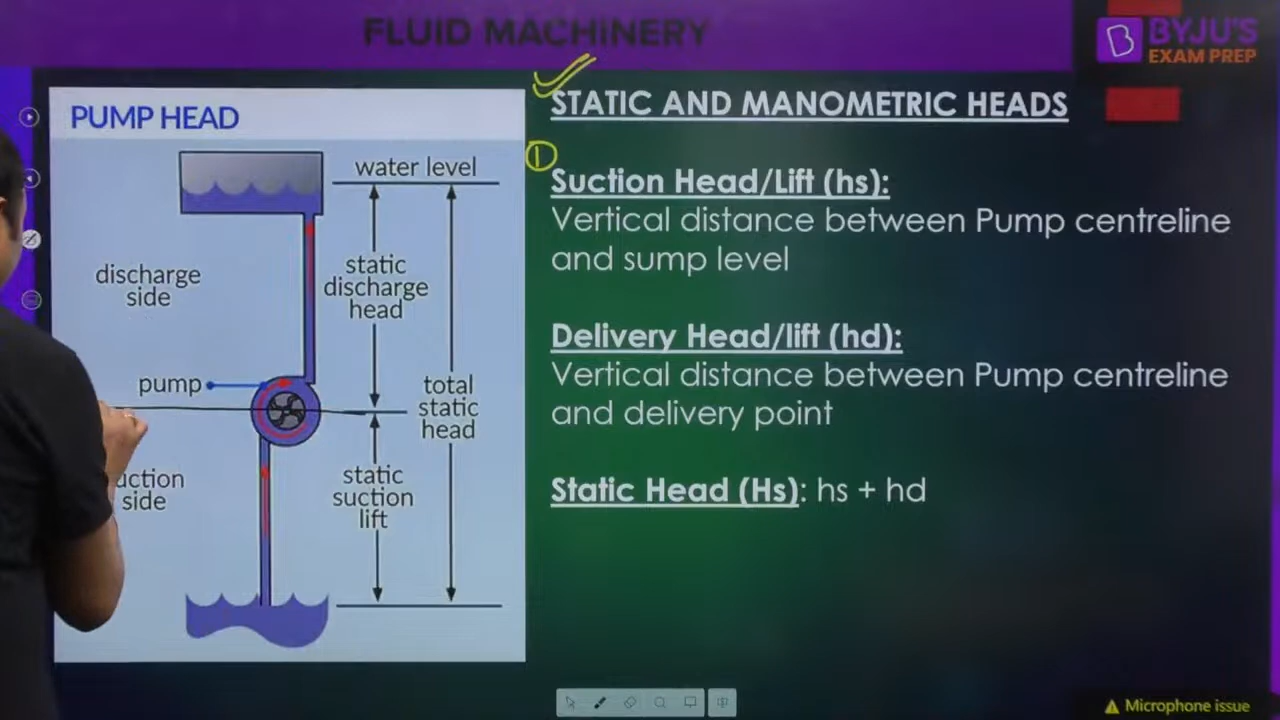 FLUID MACHINERY
BYJU'S
EXAM PREP
PUMP HEAD
water level
discharge
side
static
discharge
head
pump
total
static
head
uction
side
static
suction
lift
STATIC AND MANOMETRIC HEADS
1
Suction Head/Lift (hs):
Vertical distance between Pump centreline
and sump level
Delivery Head/lift (hd):
Vertical distance between Pump centreline
and delivery point
Static Head (Hs): hs + hd
Microphone issue